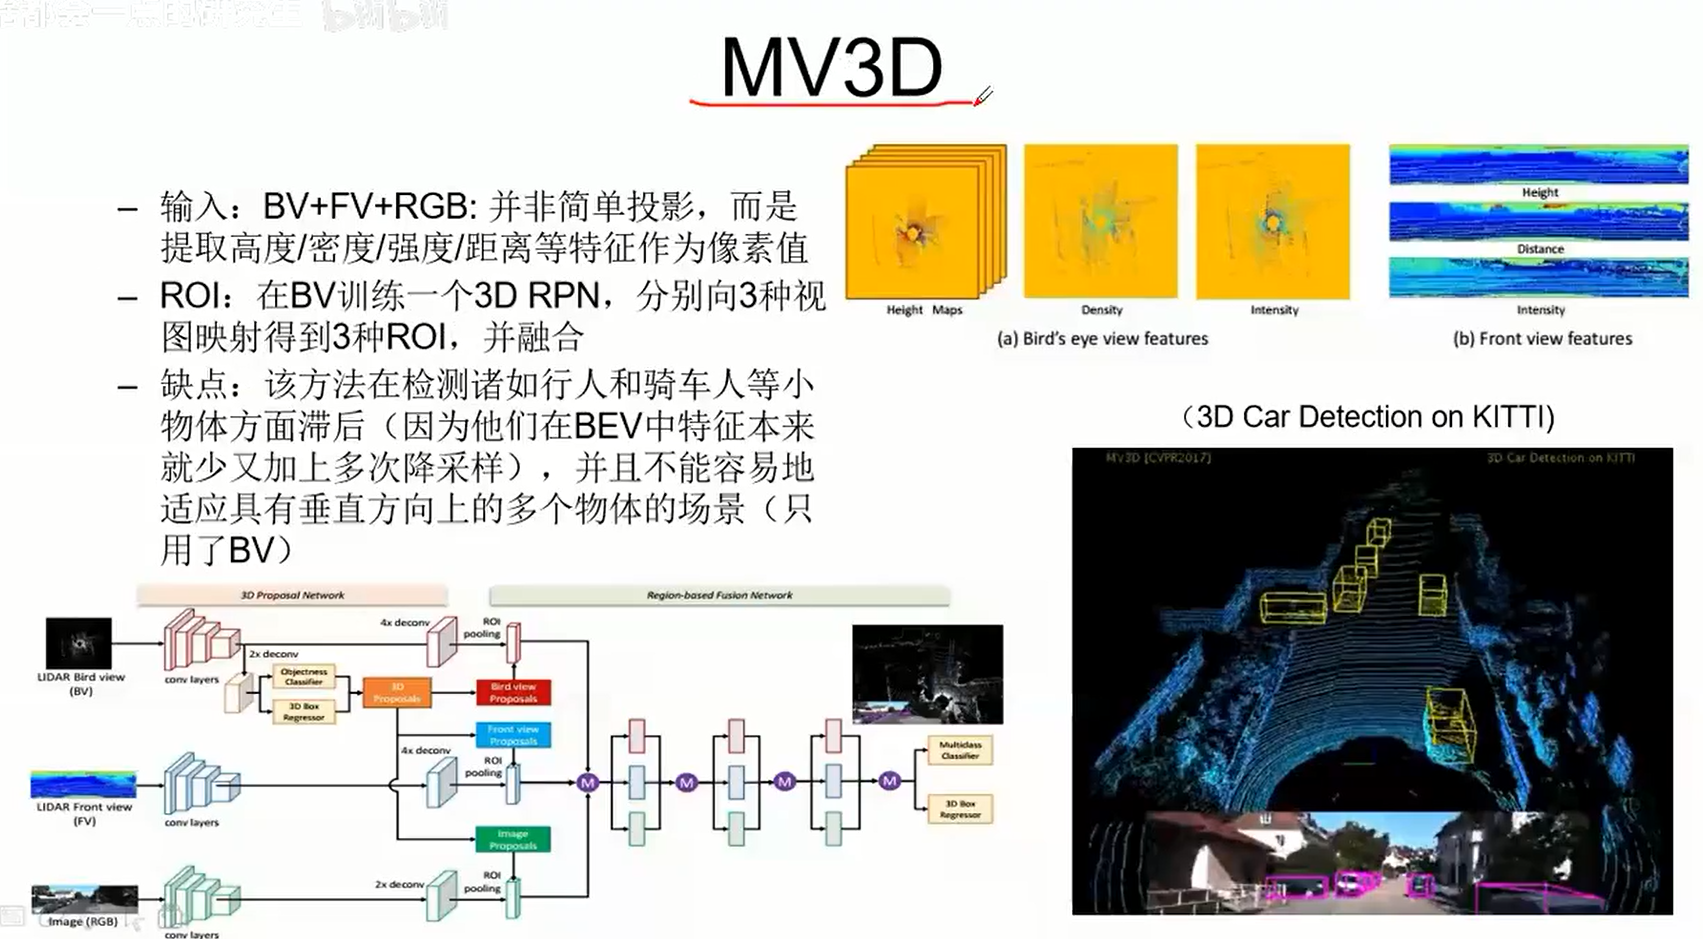 MV3D
– 输入：BV+FV+RGB: 并非简单投影，而是
提取高度/密度/强度/距离等特征作为像素值
– ROI：在BV训练一个3D RPN，分别向3种视
图映射得到3种ROI，并融合
– 缺点：该方法在检测诸如行人和骑车人等小
物体方面滞后（因为他们在BEV中特征本来
就少又加上多次降采样），并且不能容易地
适应具有垂直方向上的多个物体的场景（只
用了BV）
Height Maps
Density
Intensity
(a) Bird's eye view features
Height
Distance
Intensity
(b) Front view features
（3D Car Detection on KITTI)
MV3D [CVPR2017]
3D Car Detection on KITTI
3D Proposal Network
Region-based Fusion Network
LIDAR Bird view
(BV)
conv layers
2x deconv
4x deconv
ROI
pooling
Objectness
Classifier
3D Box
Regressor
3D
Proposals
Bird view
Proposals
Front view
Proposals
LIDAR Front view
(FV)
conv layers
4x deconv
ROI
pooling
Image
Proposals
M
M
M
M
Multiclass
Classifier
3D Box
Regressor
Image (RGB)
conv layers
2x deconv
ROI
pooling